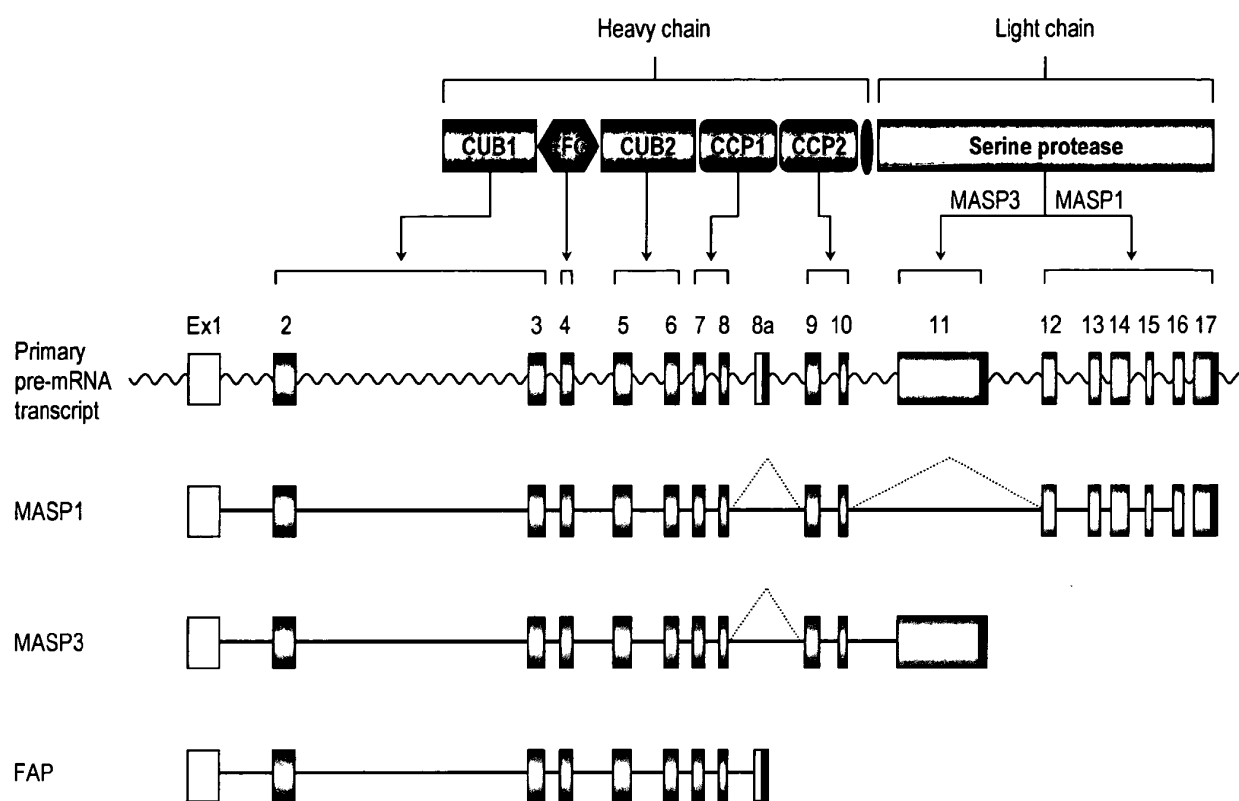 Heavy chain Light chain
CUB1 CUB2 CCP1 CCP2 Serine protease
MASP3 MASP1
Ex1 2 3 4 5 6 7 8 8a 9 10 11 12 13 14 15 16 17
Primary
pre-mRNA
transcript
MASP1
MASP3
FAP